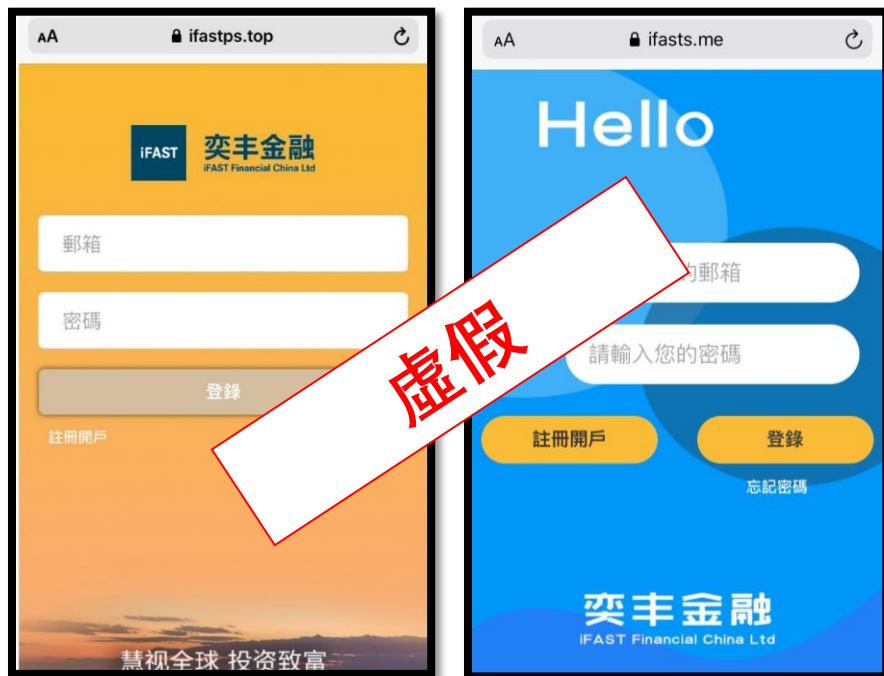 AA ifastps.top
iFAST 奕丰金融
iFAST Financial China Ltd
郵箱
密碼
登錄
註冊開戶
慧视全球 投资致富
AA ifasts.me
Hello
的郵箱
請輸入您的密碼
註冊開戶 登錄
忘記密碼
奕丰金融
iFAST Financial China Ltd
虛假